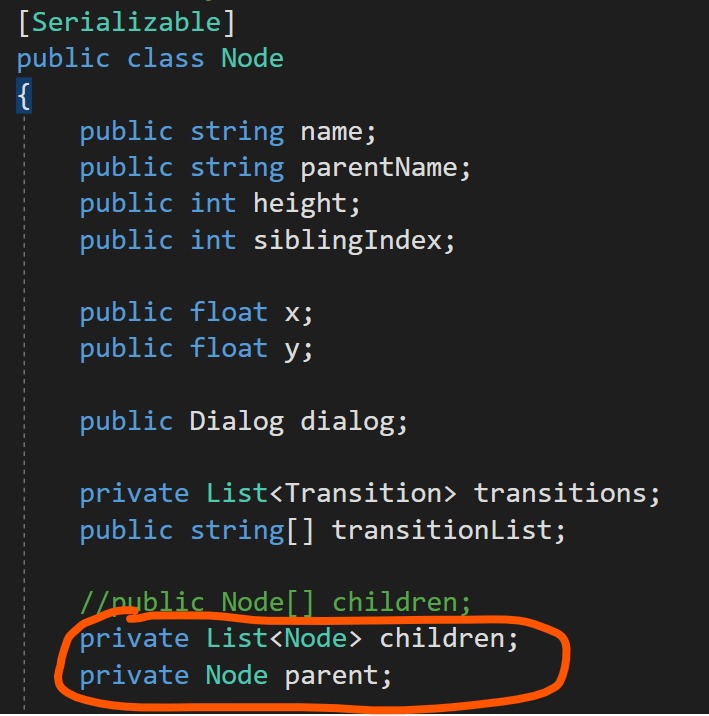 [Serializable]
public class Node
{
public string name;
public string parentName;
public int height;
public int siblingIndex;
public float x;
public float y;
public Dialog dialog;
private List<Transition> transitions;
public string[] transitionList;
//public Node[] children;
private List<Node> children;
private Node parent;